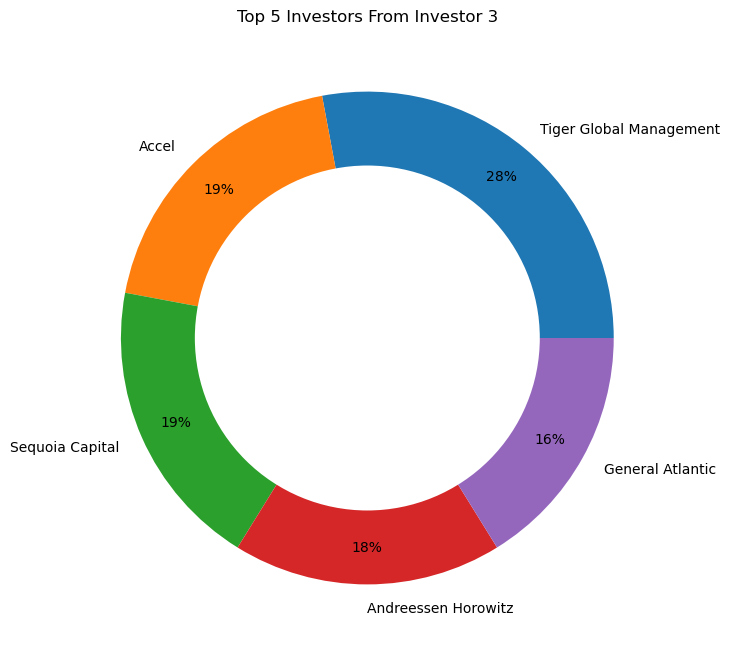 Top 5 Investors From Investor 3
Tiger Global Management
28%
Accel
19%
Sequoia Capital
19%
Andreessen Horowitz
18%
General Atlantic
16%